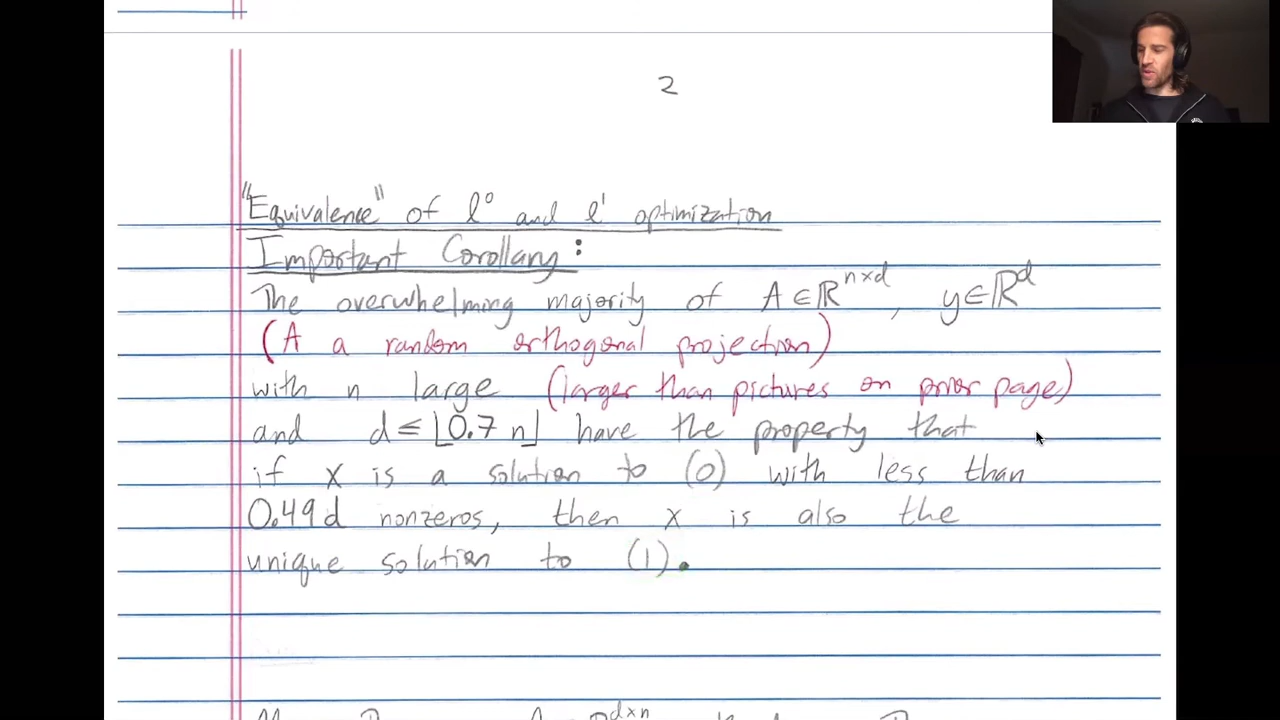 2
"Equivalence" of l⁰ and l¹ optimization
Important Corollary:
The overwhelming majority of A∈ℝⁿˣᵈ, y∈ℝᵈ
(A a random orthogonal projection)
with n large (larger than pictures on prior page)
and d ≤ ⌊0.7 n⌋ have the property that
if x is a solution to (0) with less than
0.49d nonzeros, then x is also the
unique solution to (1).